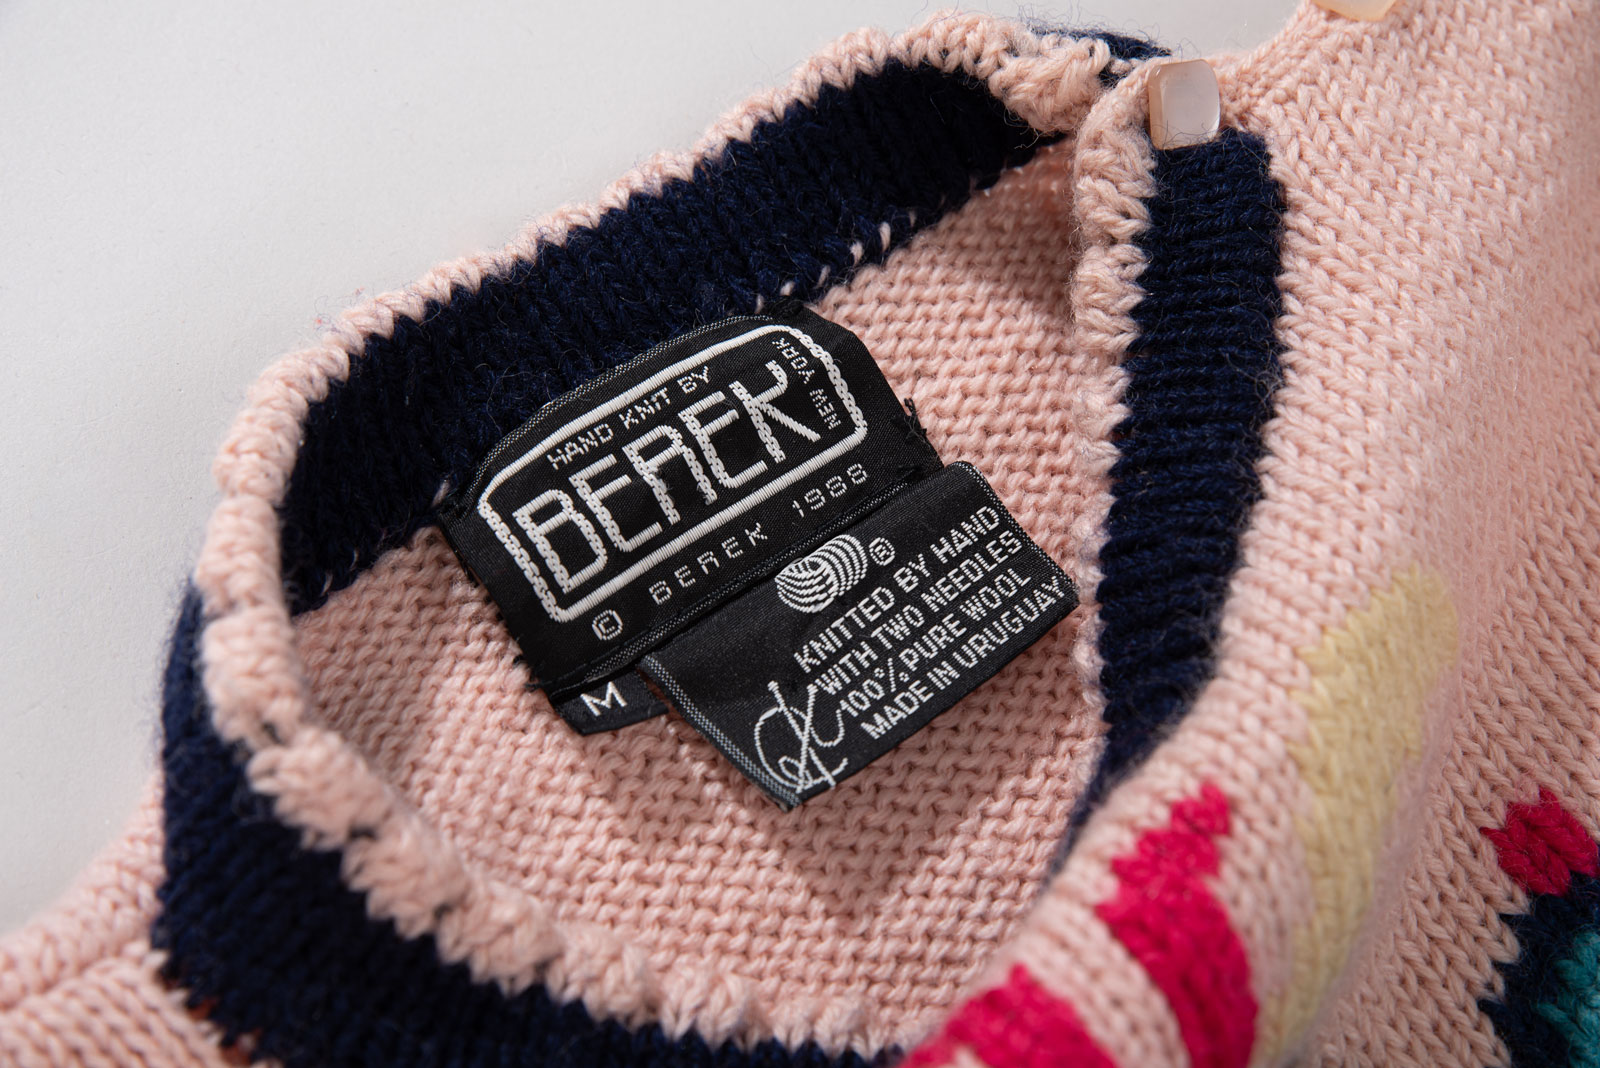 HAND KNIT BY
BEREK
NEW YORK
© BEREK 1988
M
®
KNITTED BY HAND
WITH TWO NEEDLES
100% PURE WOOL
MADE IN URUGUAY